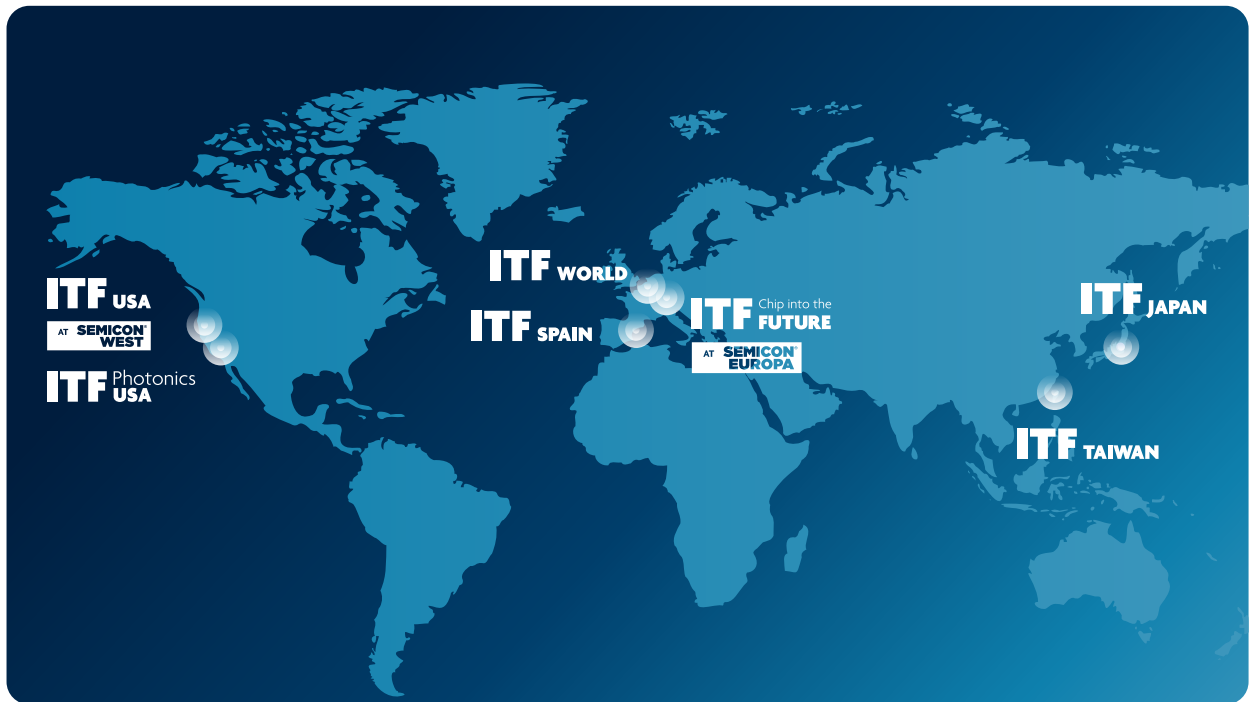 ITF USA
AT SEMICON®
WEST
ITF Photonics
USA
ITF WORLD
ITF SPAIN
ITF Chip into the
FUTURE
AT SEMICON®
EUROPA
ITF JAPAN
ITF TAIWAN